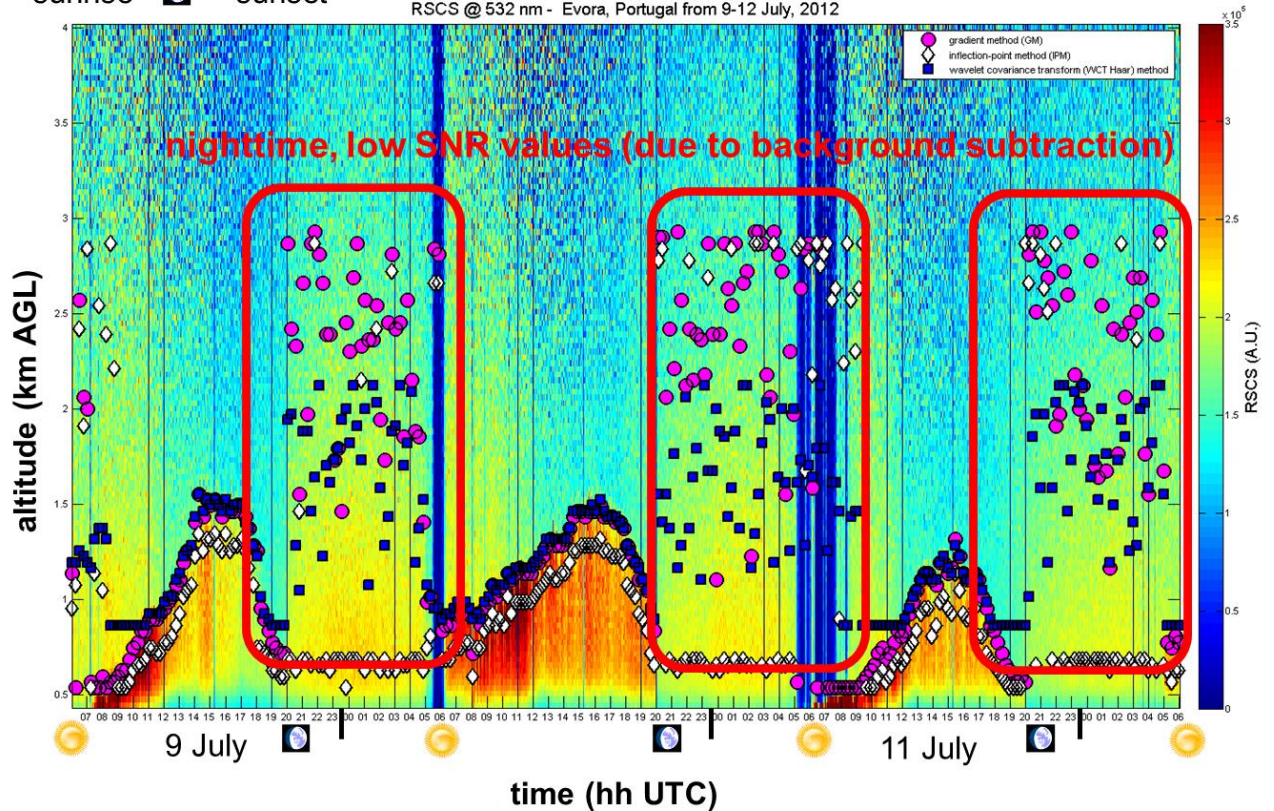 RSCS @ 532 nm - Evora, Portugal from 9-12 July, 2012
gradient method (GM)
inflection-point method (IPM)
wavelet covariance transform (WCT Haar) method
nighttime, low SNR values (due to background subtraction)
altitude (km AGL)
4
3.5
3
2.5
2
1.5
1
0.5
x 10^5
3.5
3
2.5
2
1.5
1
0.5
0
RSCS (A.U.)
07 08 09 10 11 12 13 14 15 16 17 18 19 20 21 22 23 00 01 02 03 04 05 06 07 08 09 10 11 12 13 14 15 16 17 18 19 20 21 22 23 00 01 02 03 04 05 06 07 08 09 10 11 12 13 14 15 16 17 18 19 20 21 22 23 00 01 02 03 04 05 06
9 July
11 July
time (hh UTC)